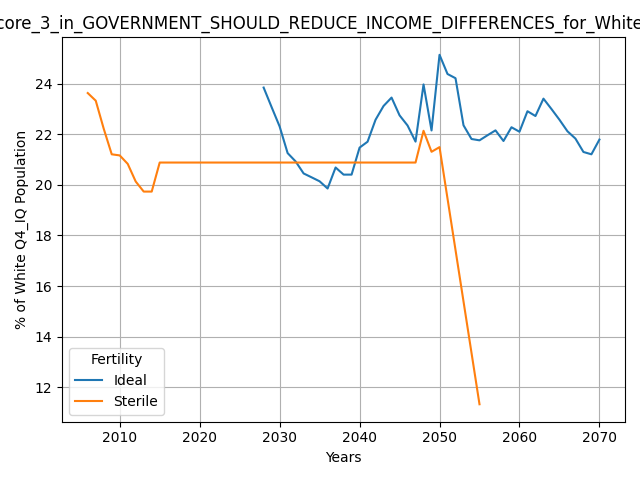 core_3_in_GOVERNMENT_SHOULD_REDUCE_INCOME_DIFFERENCES_for_White
% of White Q4_IQ Population
24
22
20
18
16
14
12
Fertility
Ideal
Sterile
2010 2020 2030 2040 2050 2060 2070
Years